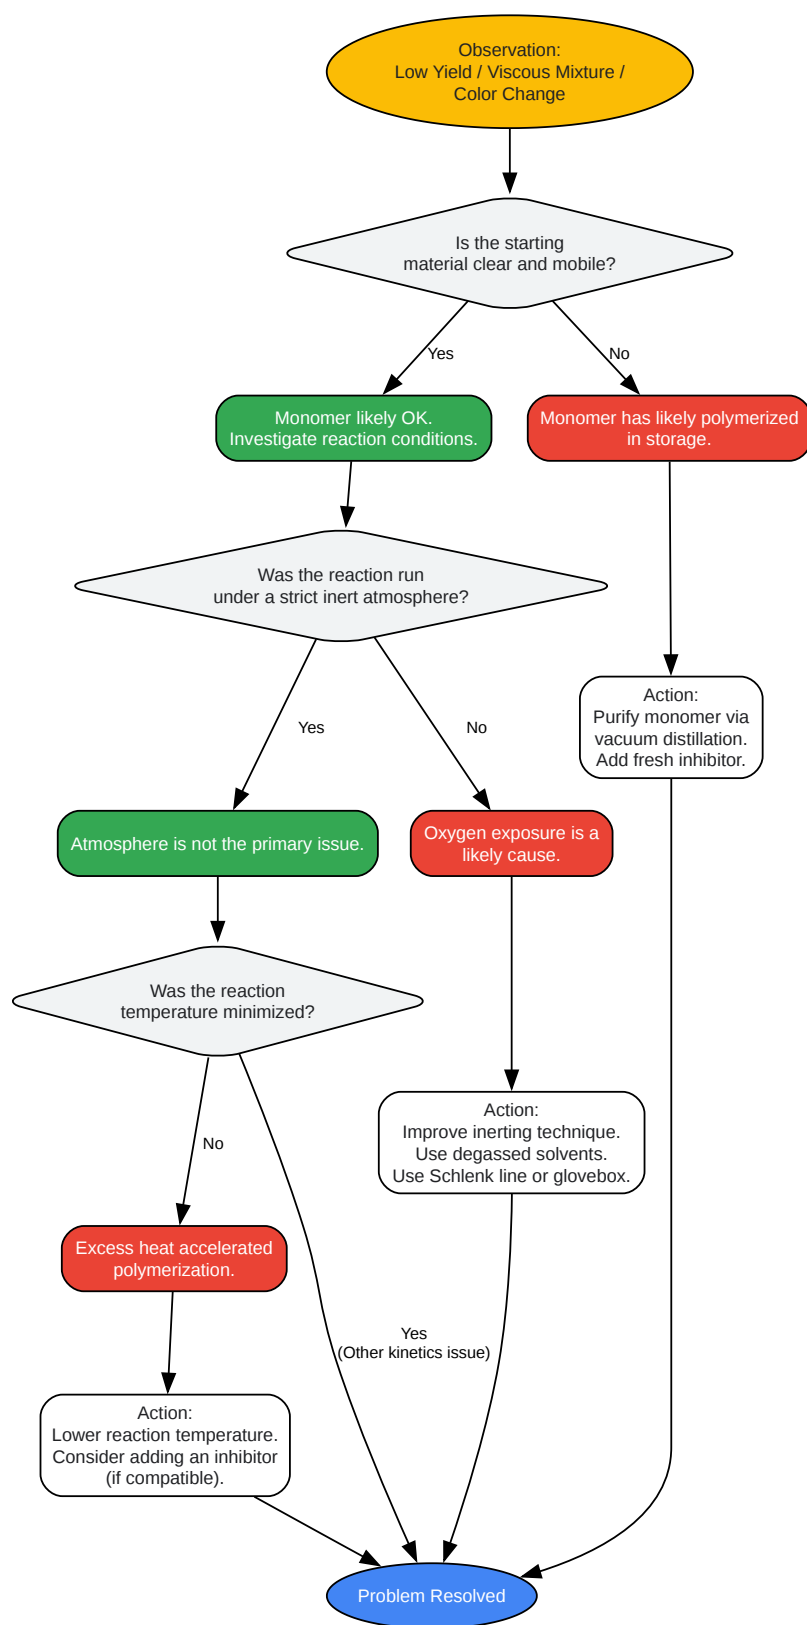 Observation:
Low Yield / Viscous Mixture /
Color Change
Is the starting
material clear and mobile?
Yes
No
Monomer likely OK.
Investigate reaction conditions.
Monomer has likely polymerized
in storage.
Was the reaction run
under a strict inert atmosphere?
Action:
Purify monomer via
vacuum distillation.
Add fresh inhibitor.
Yes
No
Atmosphere is not the primary issue.
Oxygen exposure is a
likely cause.
Was the reaction
temperature minimized?
Action:
Improve inerting technique.
Use degassed solvents.
Use Schlenk line or glovebox.
No
Excess heat accelerated
polymerization.
Yes
(Other kinetics issue)
Action:
Lower reaction temperature.
Consider adding an inhibitor
(if compatible).
Problem Resolved